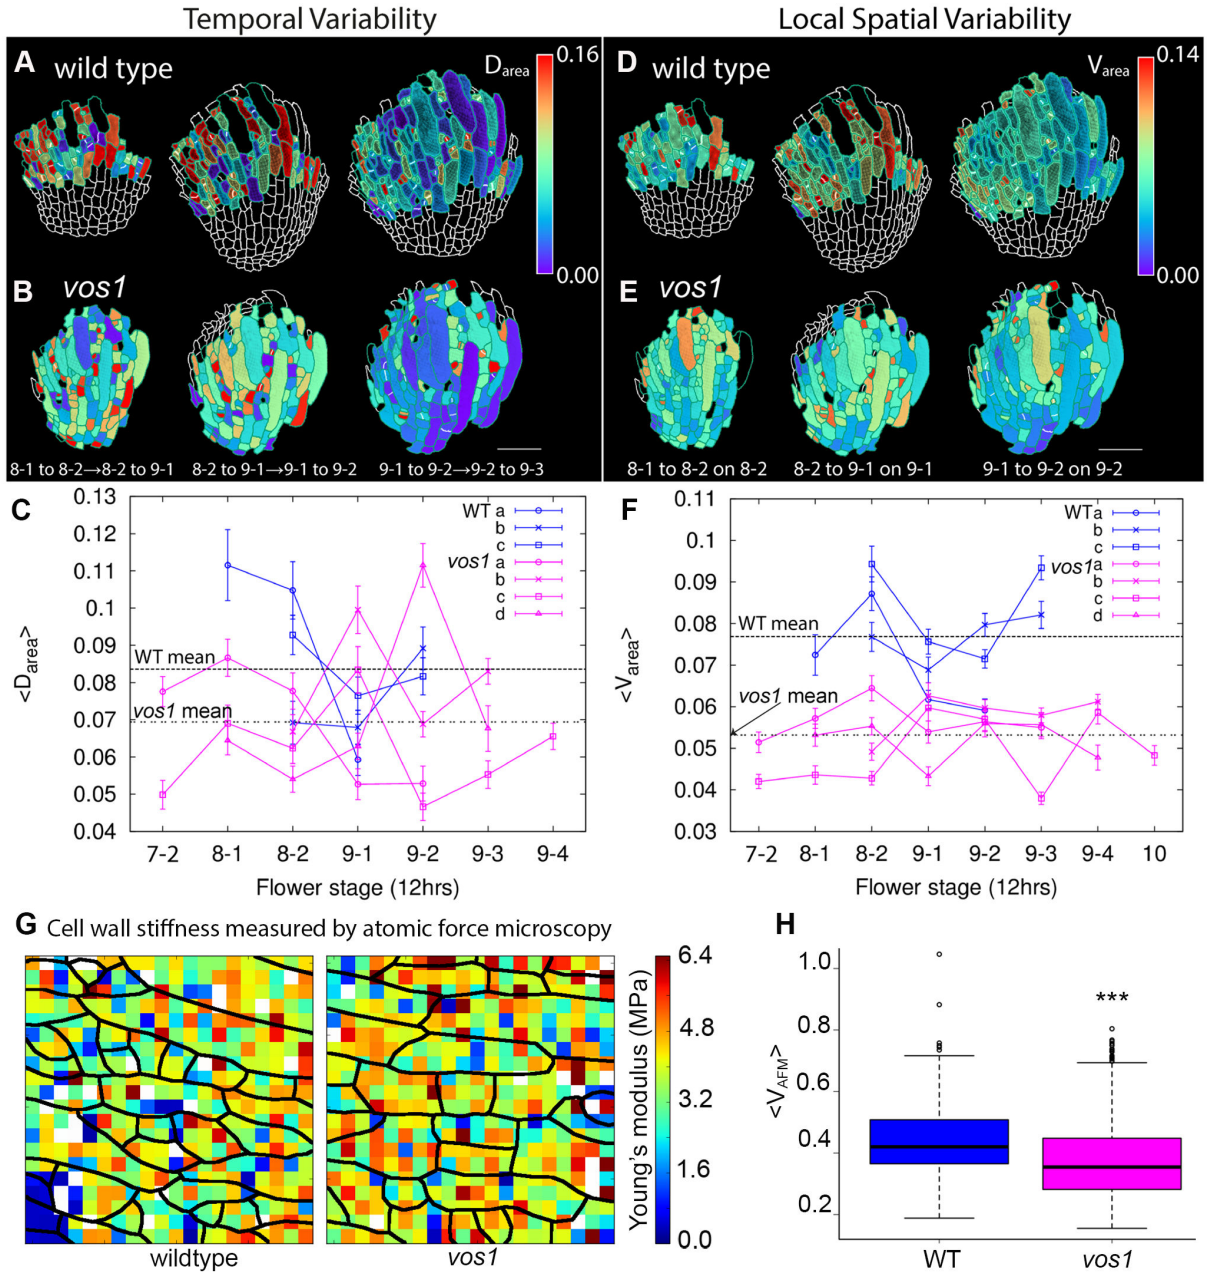 Temporal Variability
Local Spatial Variability
A wild type
D_area 0.16
0.00
D wild type
V_area 0.14
0.00
B vos1
8-1 to 8-2→8-2 to 9-1
8-2 to 9-1→9-1 to 9-2
9-1 to 9-2→9-2 to 9-3
E vos1
8-1 to 8-2 on 8-2
8-2 to 9-1 on 9-1
9-1 to 9-2 on 9-2
C
0.13
0.12
0.11
0.1
0.09
0.08
0.07
0.06
0.05
0.04
<D_area>
WT a
b
c
vos1 a
b
c
d
WT mean
vos1 mean
7-2 8-1 8-2 9-1 9-2 9-3 9-4
Flower stage (12hrs)
F
0.11
0.1
0.09
0.08
0.07
0.06
0.05
0.04
0.03
<V_area>
WT a
b
c
vos1 a
b
c
d
WT mean
vos1 mean
7-2 8-1 8-2 9-1 9-2 9-3 9-4 10
Flower stage (12hrs)
G Cell wall stiffness measured by atomic force microscopy
wildtype
vos1
Young's modulus (MPa)
6.4
4.8
3.2
1.6
0.0
H
1.0
0.8
0.6
0.4
0.2
<V_AFM>
***
WT
vos1